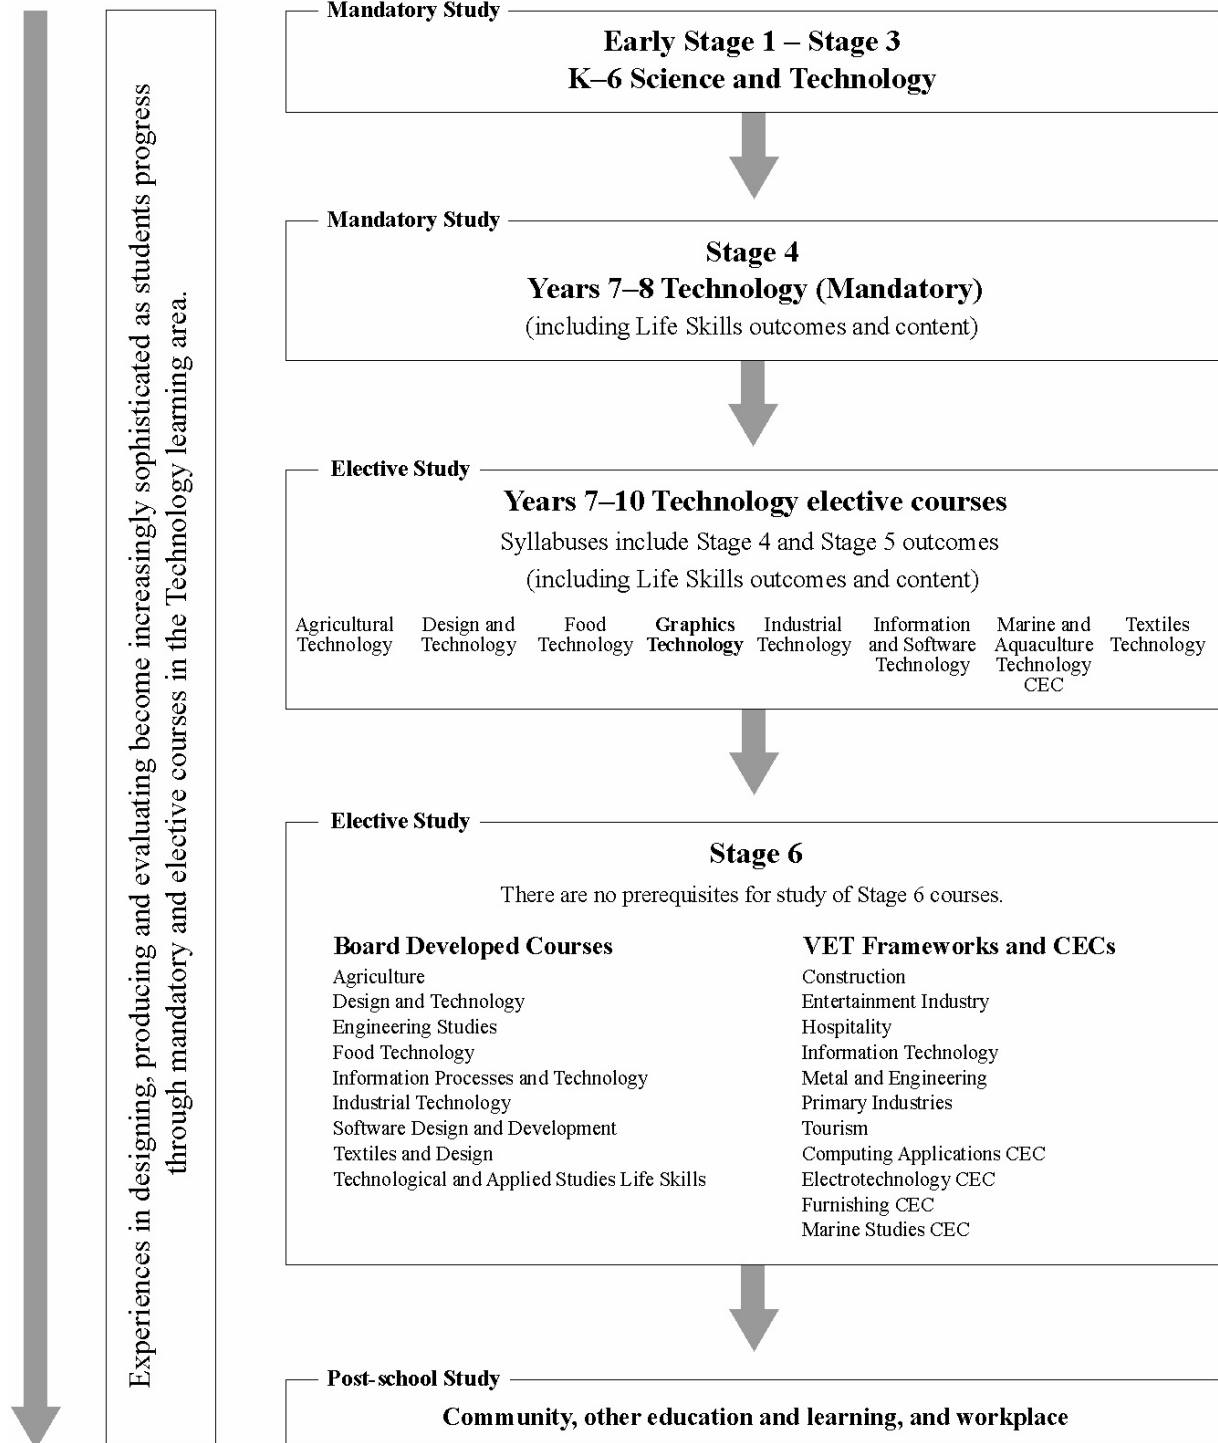 Experiences in designing, producing and evaluating become increasingly sophisticated as students progress
through mandatory and elective courses in the Technology learning area.
Mandatory Study
Early Stage 1 – Stage 3
K–6 Science and Technology
Mandatory Study
Stage 4
Years 7–8 Technology (Mandatory)
(including Life Skills outcomes and content)
Elective Study
Years 7–10 Technology elective courses
Syllabuses include Stage 4 and Stage 5 outcomes
(including Life Skills outcomes and content)
Agricultural
Technology
Design and
Technology
Food
Technology
Graphics
Technology
Industrial
Technology
Information
and Software
Technology
Marine and
Aquaculture
Technology
CEC
Textiles
Technology
Elective Study
Stage 6
There are no prerequisites for study of Stage 6 courses.
Board Developed Courses
Agriculture
Design and Technology
Engineering Studies
Food Technology
Information Processes and Technology
Industrial Technology
Software Design and Development
Textiles and Design
Technological and Applied Studies Life Skills
VET Frameworks and CECs
Construction
Entertainment Industry
Hospitality
Information Technology
Metal and Engineering
Primary Industries
Tourism
Computing Applications CEC
Electrotechnology CEC
Furnishing CEC
Marine Studies CEC
Post-school Study
Community, other education and learning, and workplace